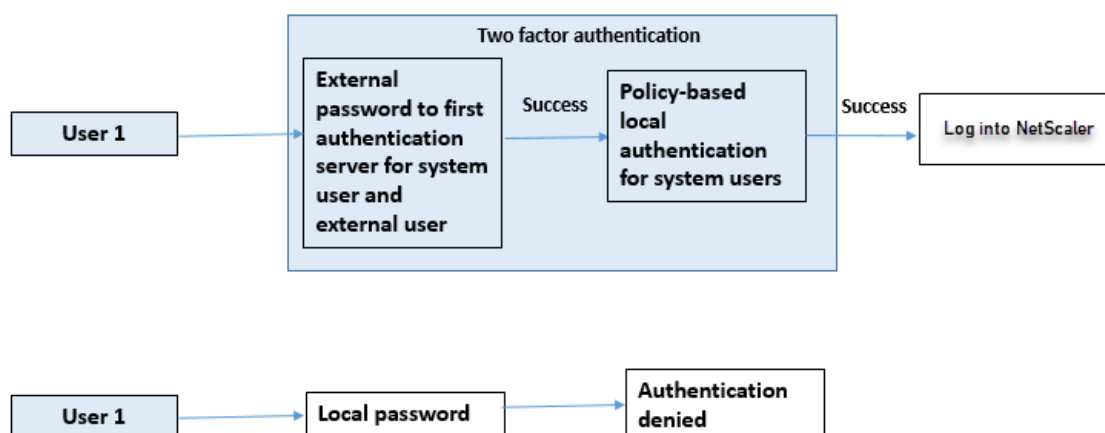 Two factor authentication
User 1
External
password to first
authentication
server for system
user and
external user
Success
Policy-based
local
authentication
for system users
Success
Log into NetScaler
User 1
Local password
Authentication
denied